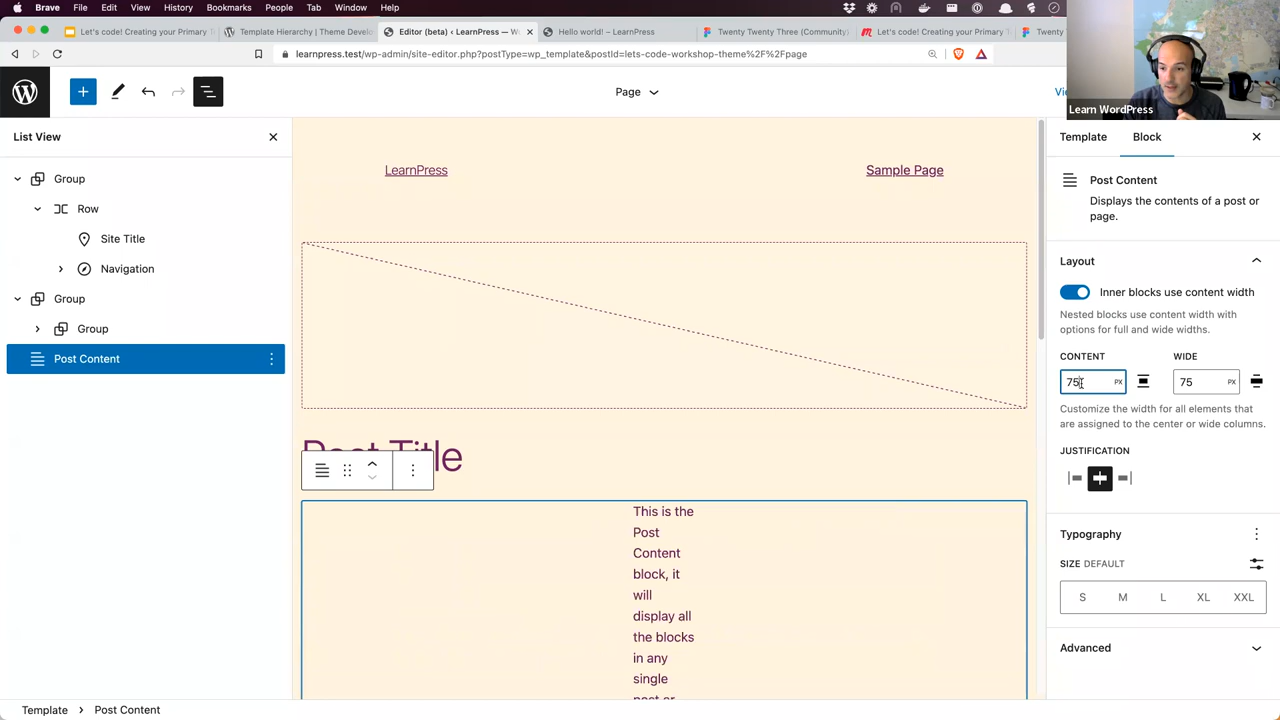 Brave File Edit View History Bookmarks People Tab Window Help
Let's code! Creating your Primary T
Template Hierarchy | Theme Develo
Editor (beta) ‹ LearnPress — W
Hello world! – LearnPress
Twenty Twenty Three (Community)
Let's code! Creating your Primary T
Twenty
learnpress.test/wp-admin/site-editor.php?postType=wp_template&postId=lets-code-workshop-theme%2F%2Fpage
Page
Learn WordPress
List View
Group
Row
Site Title
Navigation
Group
Group
Post Content
LearnPress
Sample Page
Post Title
This is the
Post
Content
block, it
will
display all
the blocks
in any
single
post or
Template Block
Post Content
Displays the contents of a post or
page.
Layout
Inner blocks use content width
Nested blocks use content width with
options for full and wide widths.
CONTENT WIDE
75 PX 75 PX
Customize the width for all elements that
are assigned to the center or wide columns.
JUSTIFICATION
Typography
SIZE DEFAULT
S M L XL XXL
Advanced
Template › Post Content